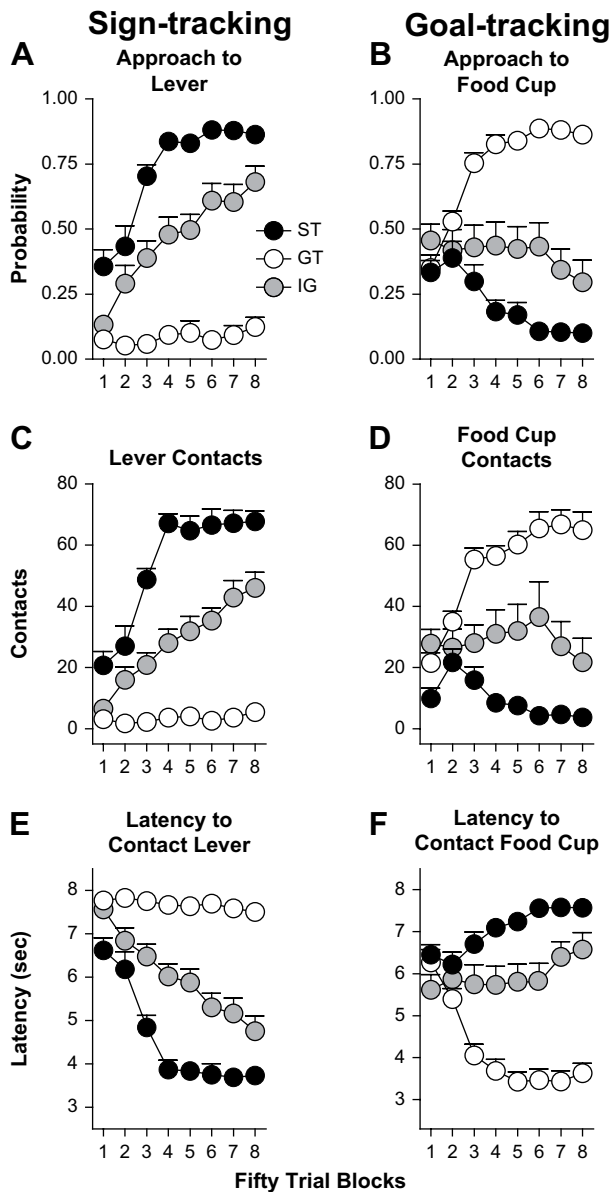 Sign-tracking
Goal-tracking
A
Approach to
Lever
B
Approach to
Food Cup
Probability
1.00
0.75
0.50
0.25
0.00
1 2 3 4 5 6 7 8
ST
GT
IG
1.00
0.75
0.50
0.25
0.00
1 2 3 4 5 6 7 8
C
Lever Contacts
D
Food Cup
Contacts
Contacts
80
60
40
20
0
1 2 3 4 5 6 7 8
80
60
40
20
0
1 2 3 4 5 6 7 8
E
Latency to
Contact Lever
F
Latency to
Contact Food Cup
Latency (sec)
8
7
6
5
4
3
1 2 3 4 5 6 7 8
8
7
6
5
4
3
1 2 3 4 5 6 7 8
Fifty Trial Blocks